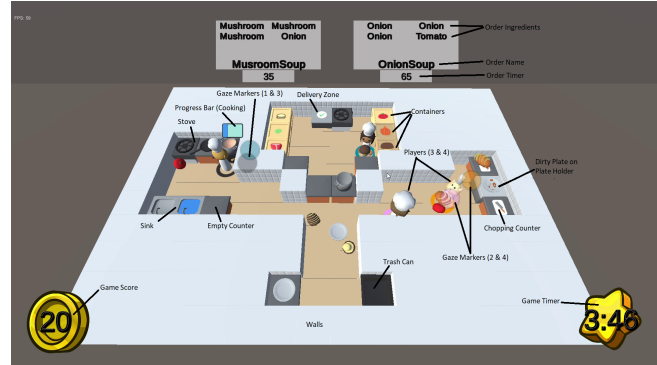 FPS: 59
Mushroom Mushroom
Mushroom Onion
MusroomSoup
35
Onion Onion
Onion Tomato
OnionSoup
65
Order Ingredients
Order Name
Order Timer
Gaze Markers (1 & 3)
Delivery Zone
Progress Bar (Cooking)
Containers
Stove
Players (3 & 4)
Dirty Plate on
Plate Holder
Sink
Empty Counter
Chopping Counter
Gaze Markers (2 & 4)
Trash Can
Game Score
Game Timer
20
3:46
Walls